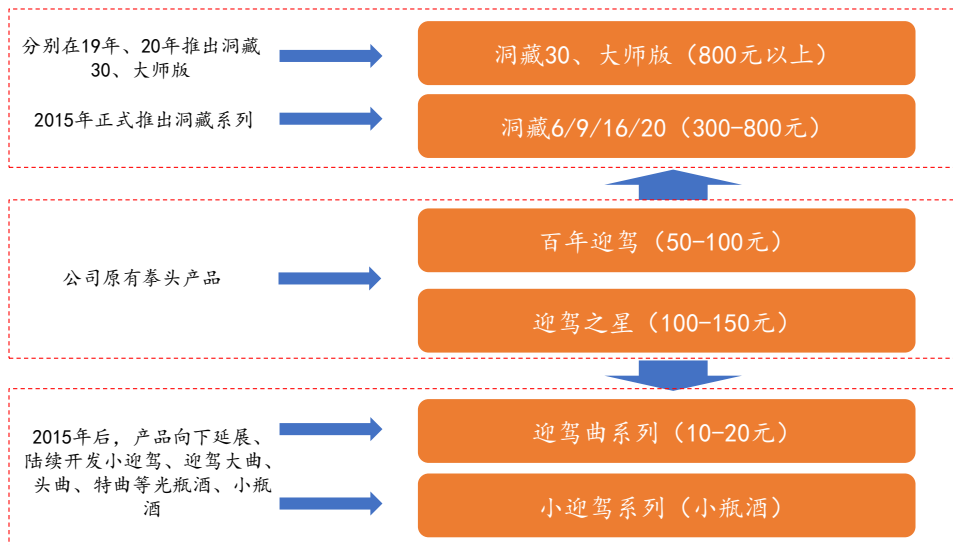 分别在19年、20年推出洞藏
30、大师版
洞藏30、大师版（800元以上）
2015年正式推出洞藏系列
洞藏6/9/16/20（300-800元）
百年迎驾（50-100元）
公司原有拳头产品
迎驾之星（100-150元）
2015年后，产品向下延展、
陆续开发小迎驾、迎驾大曲、
头曲、特曲等光瓶酒、小瓶
酒
迎驾曲系列（10-20元）
小迎驾系列（小瓶酒）